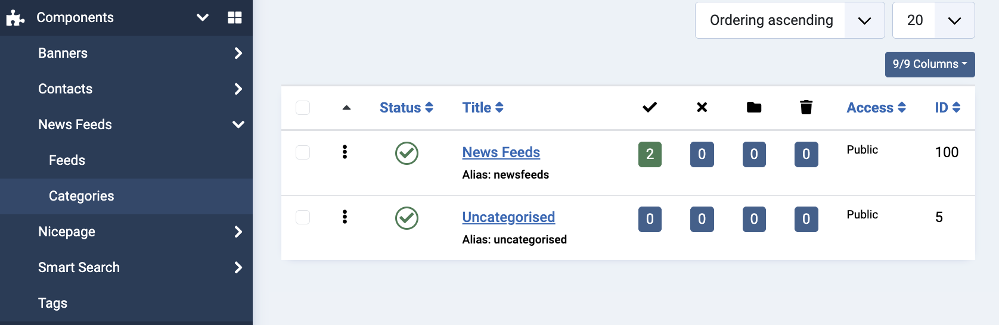 Components
Banners
Contacts
News Feeds
Feeds
Categories
Nicepage
Smart Search
Tags
Ordering ascending 20
9/9 Columns
Status Title Access ID
News Feeds 2 0 0 0 Public 100
Alias: newsfeeds
Uncategorised 0 0 0 0 Public 5
Alias: uncategorised